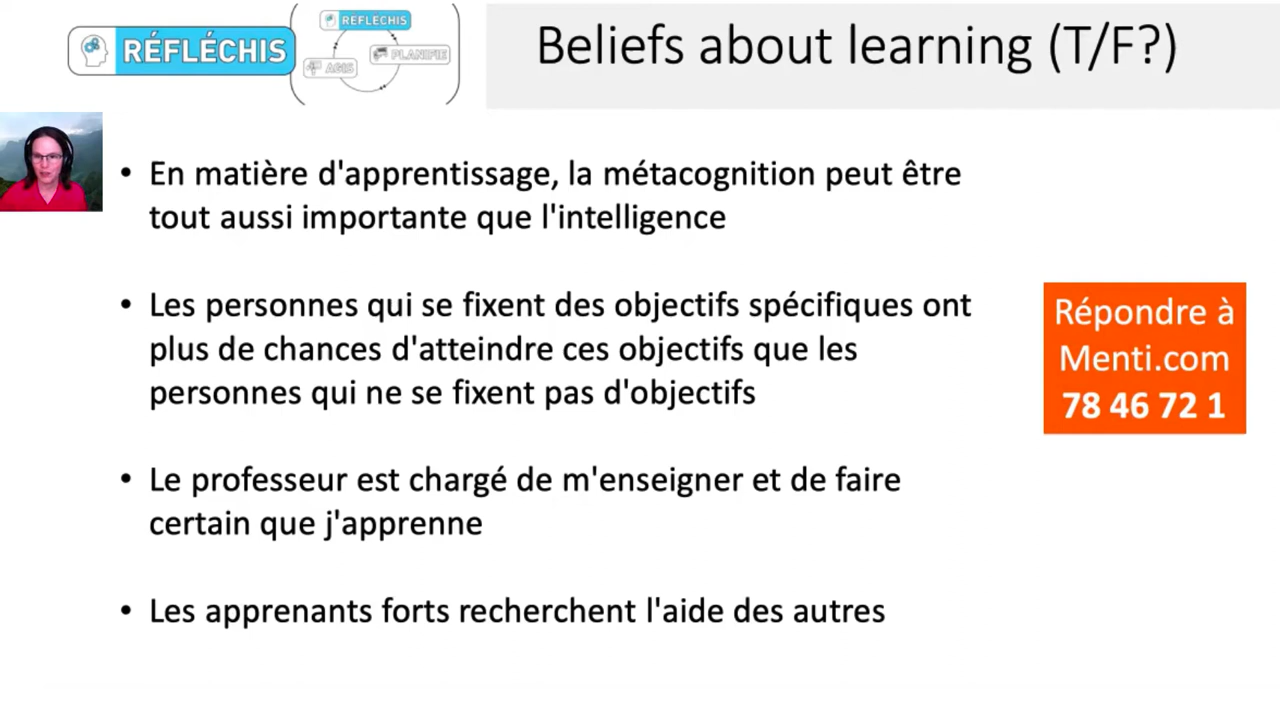 RÉFLÉCHIS
RÉFLÉCHIS
PLANIFIE
AGIS
Beliefs about learning (T/F?)
• En matière d'apprentissage, la métacognition peut être
tout aussi importante que l'intelligence
• Les personnes qui se fixent des objectifs spécifiques ont
plus de chances d'atteindre ces objectifs que les
personnes qui ne se fixent pas d'objectifs
• Le professeur est chargé de m'enseigner et de faire
certain que j'apprenne
• Les apprenants forts recherchent l'aide des autres
Répondre à
Menti.com
78 46 72 1